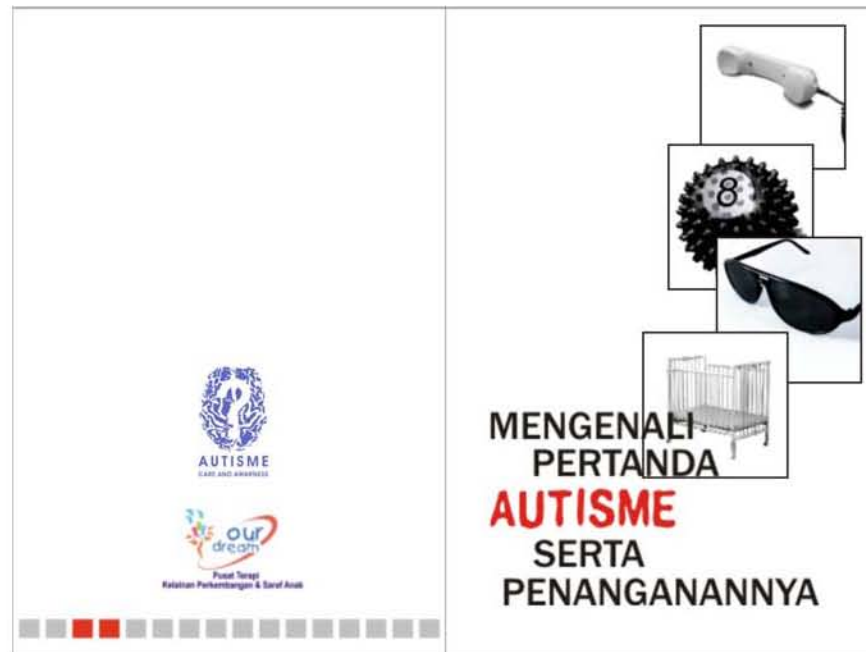 AUTISME
CARE AND AWARENESS
our
dream
Pusat Terapi
Kelainan Perkembangan & Saraf Anak
8
MENGENALI
PERTANDA
AUTISME
SERTA
PENANGANANNYA